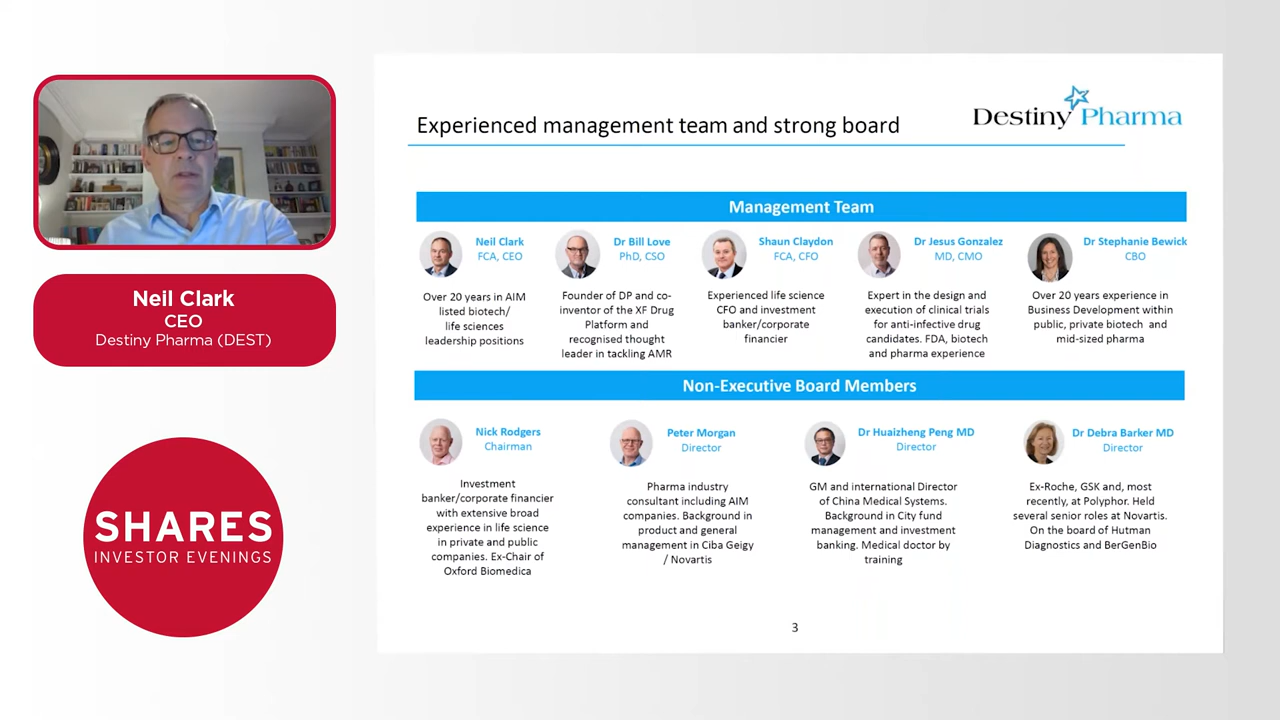 Neil Clark
CEO
Destiny Pharma (DEST)
SHARES
INVESTOR EVENINGS
Experienced management team and strong board
Destiny Pharma
Management Team
Neil Clark
FCA, CEO
Over 20 years in AIM
listed biotech/
life sciences
leadership positions
Dr Bill Love
PhD, CSO
Founder of DP and co-
inventor of the XF Drug
Platform and
recognised thought
leader in tackling AMR
Shaun Claydon
FCA, CFO
Experienced life science
CFO and investment
banker/corporate
financier
Dr Jesus Gonzalez
MD, CMO
Expert in the design and
execution of clinical trials
for anti-infective drug
candidates. FDA, biotech
and pharma experience
Dr Stephanie Bewick
CBO
Over 20 years experience in
Business Development within
public, private biotech and
mid-sized pharma
Non-Executive Board Members
Nick Rodgers
Chairman
Investment
banker/corporate financier
with extensive broad
experience in life science
in private and public
companies. Ex-Chair of
Oxford Biomedica
Peter Morgan
Director
Pharma industry
consultant including AIM
companies. Background in
product and general
management in Ciba Geigy
/ Novartis
Dr Huaizheng Peng MD
Director
GM and international Director
of China Medical Systems.
Background in City fund
management and investment
banking. Medical doctor by
training
Dr Debra Barker MD
Director
Ex-Roche, GSK and, most
recently, at Polyphor. Held
several senior roles at Novartis.
On the board of Hutman
Diagnostics and BerGenBio
3